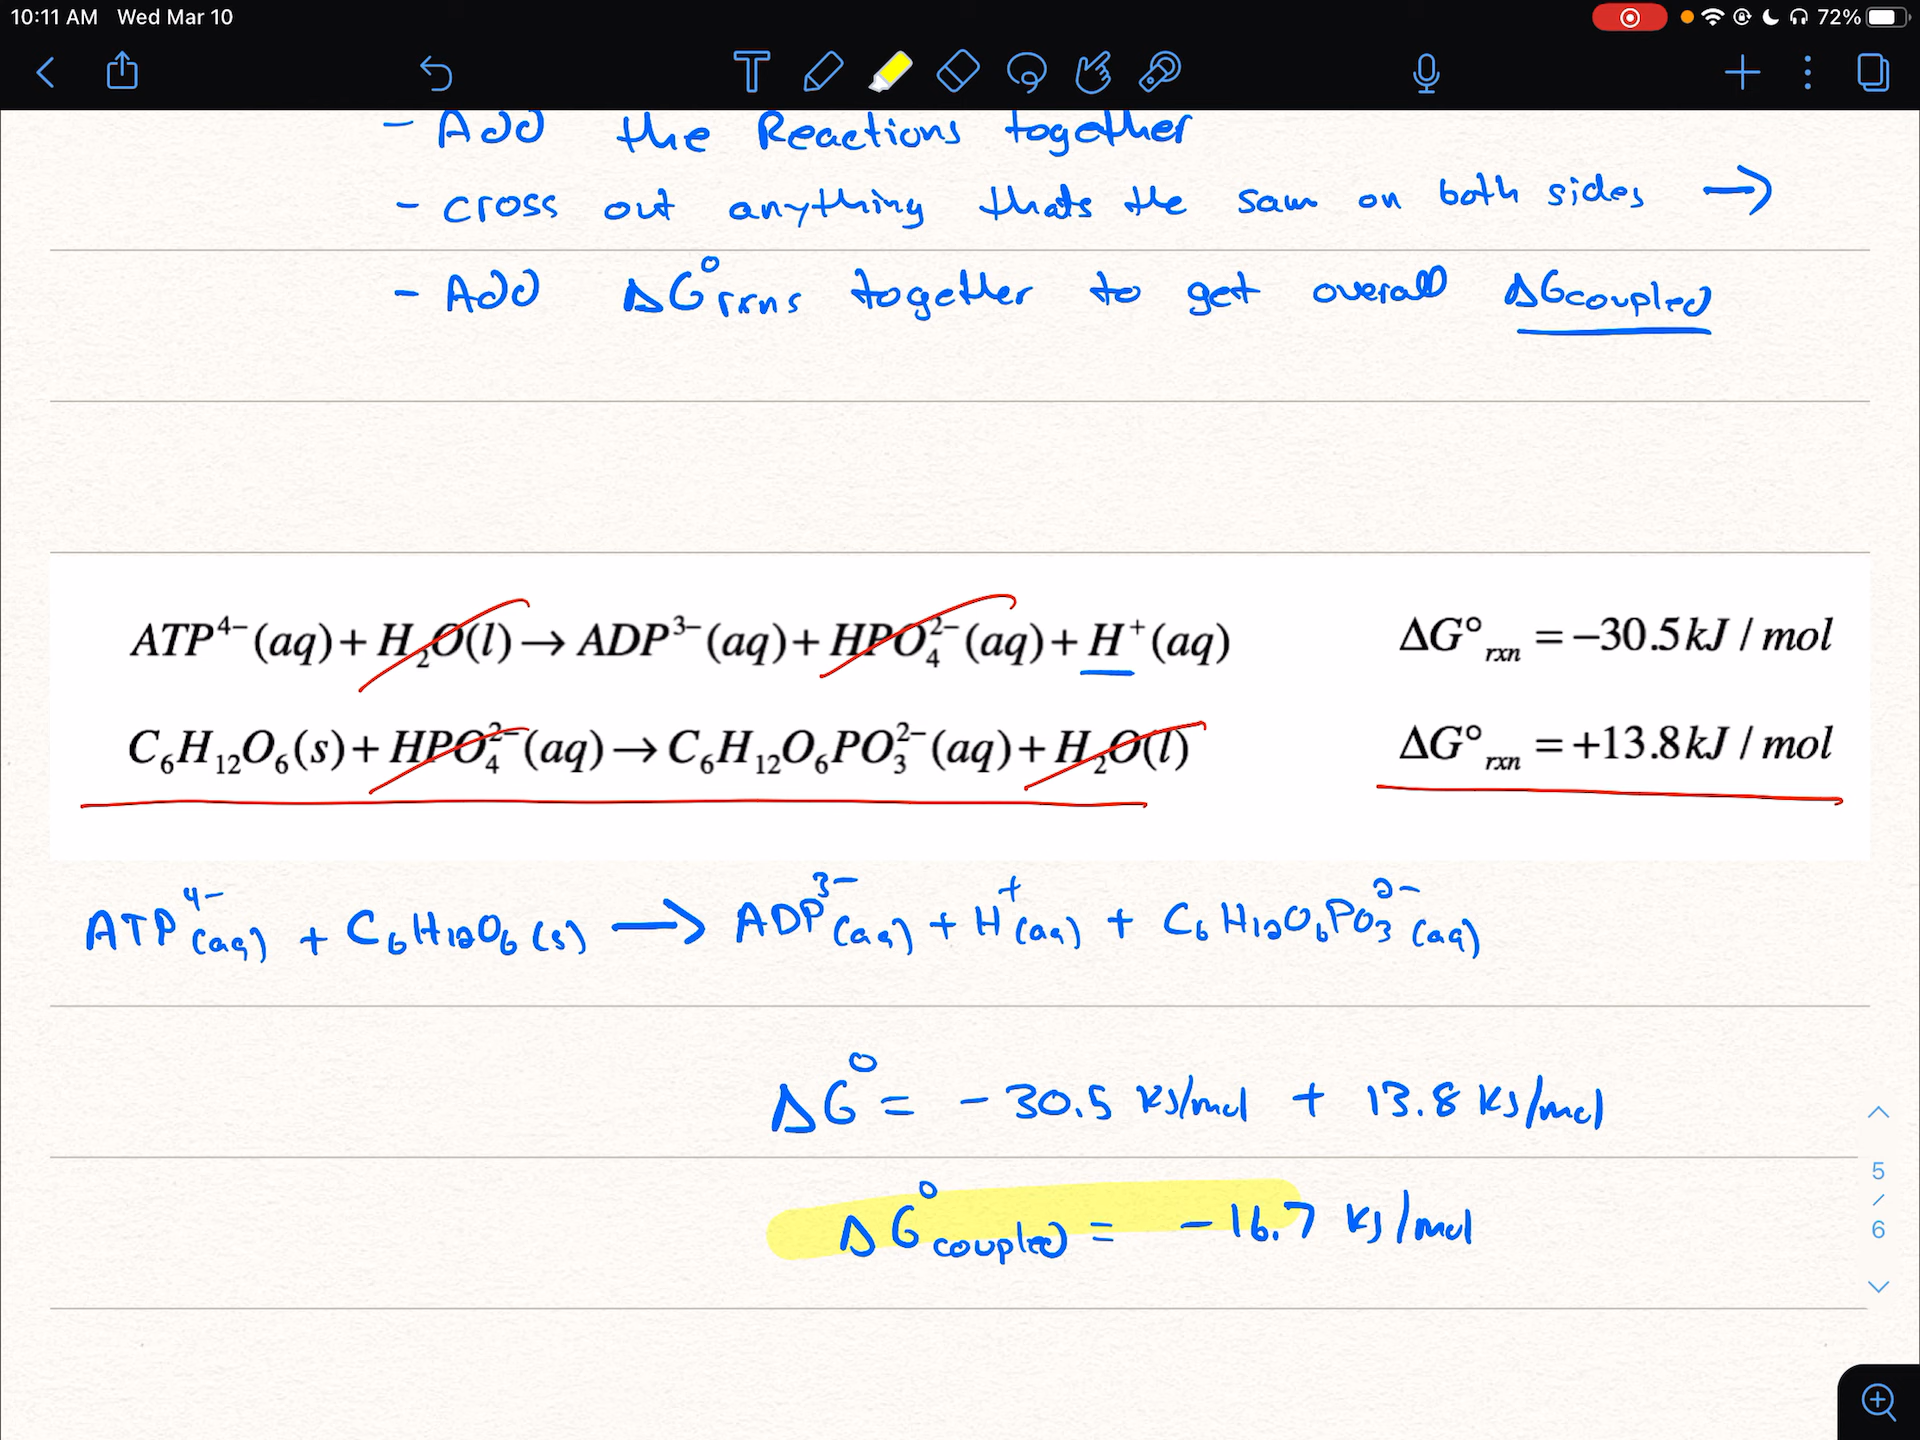 10:11 AM Wed Mar 10
72%
T
- Add the Reactions together
- cross out anything thats the sam on both sides →
- Add ΔG°rxns together to get overall ΔGcoupled
ATP⁴⁻(aq) + H₂O(l) → ADP³⁻(aq) + HPO₄²⁻(aq) + H⁺(aq) ΔG°rxn = −30.5 kJ / mol
C₆H₁₂O₆(s) + HPO₄²⁻(aq) → C₆H₁₂O₆PO₃²⁻(aq) + H₂O(l) ΔG°rxn = +13.8 kJ / mol
ATP⁴⁻(aq) + C₆H₁₂O₆(s) → ADP³⁻(aq) + H⁺(aq) + C₆H₁₂O₆PO₃²⁻(aq)
ΔG° = - 30.5 kJ/mol + 13.8 kJ/mol
ΔG°coupled = - 16.7 kJ/mol
5
/
6